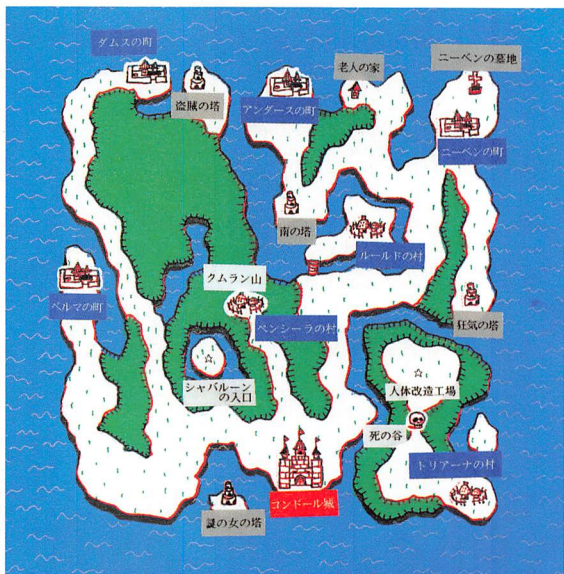 ダムスの町
盗賊の塔
アンダースの町
老人の家
ニーベンの墓地
ニーベンの町
南の塔
ルールドの村
クムラン山
ベルマの町
ペンシーラの村
狂気の塔
シャバルーン
の入口
人体改造工場
死の谷
トリアーナの村
謎の女の塔
コンドール城